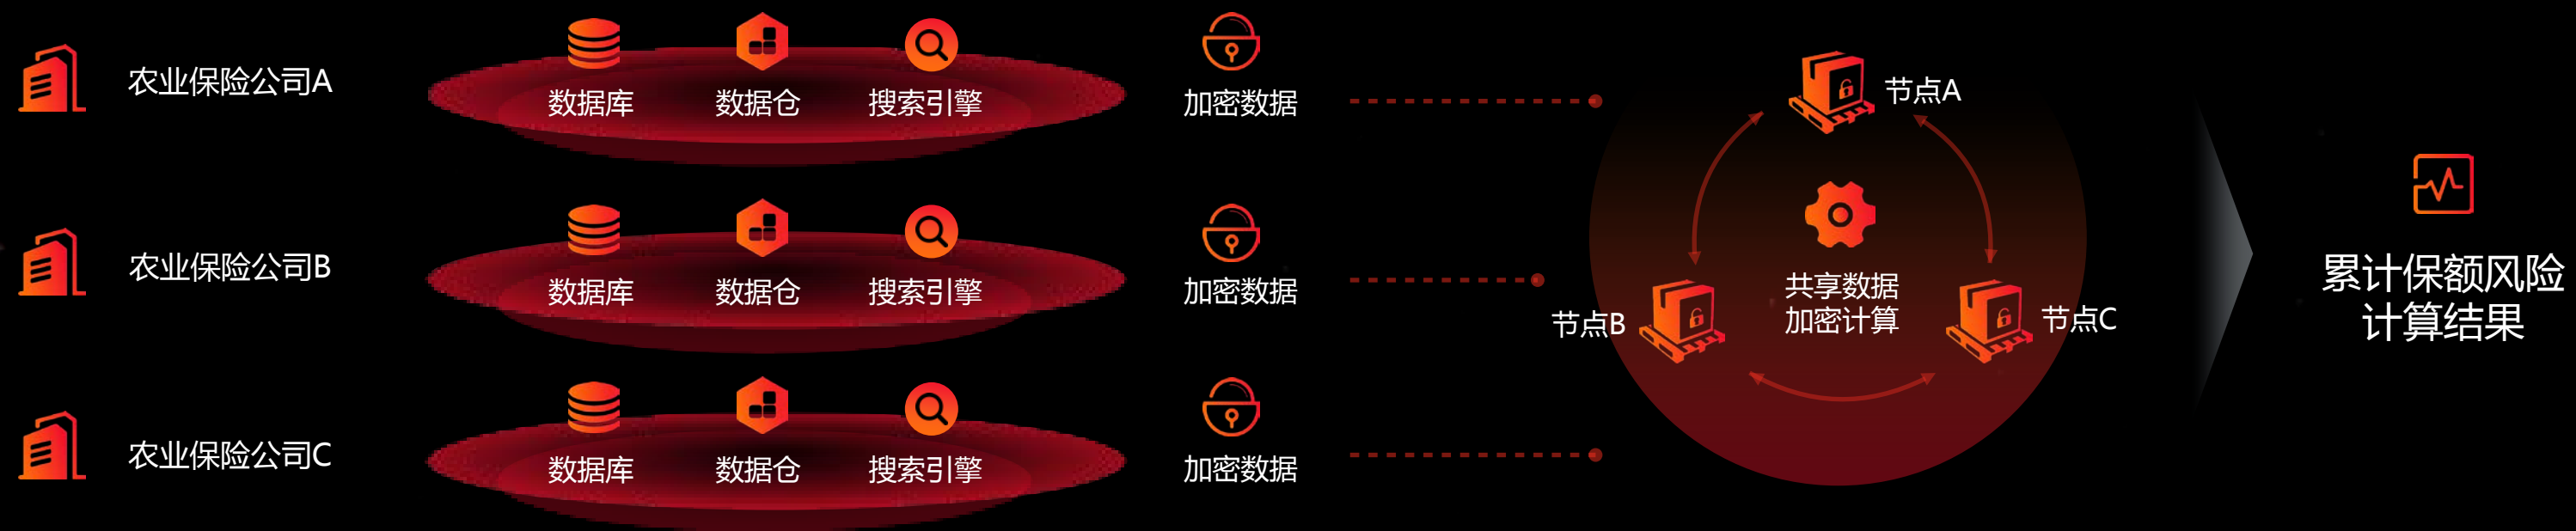 农业保险公司A
数据库
数据仓
搜索引擎
加密数据
农业保险公司B
数据库
数据仓
搜索引擎
加密数据
农业保险公司C
数据库
数据仓
搜索引擎
加密数据
节点A
共享数据
加密计算
节点B
节点C
累计保额风险
计算结果